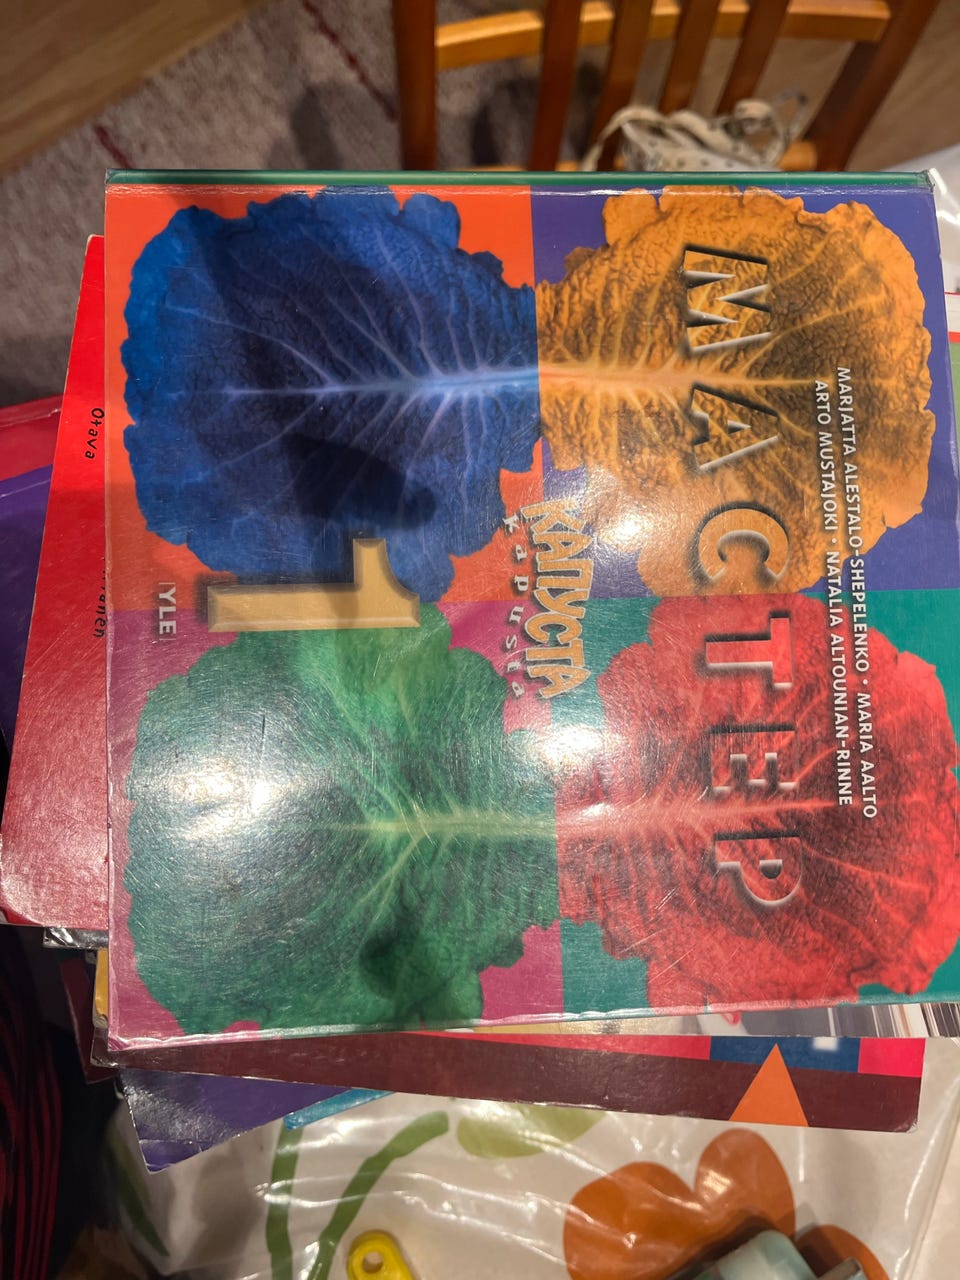 MARJATTA ALESTALO-SHEPELENKO • MARIA AALTO
ARTO MUSTAJOKI • NATALIA ALTOUNIAN-RINNE
МАСТЕР
КАПУСТА
kapusta
1
YLE
Otava